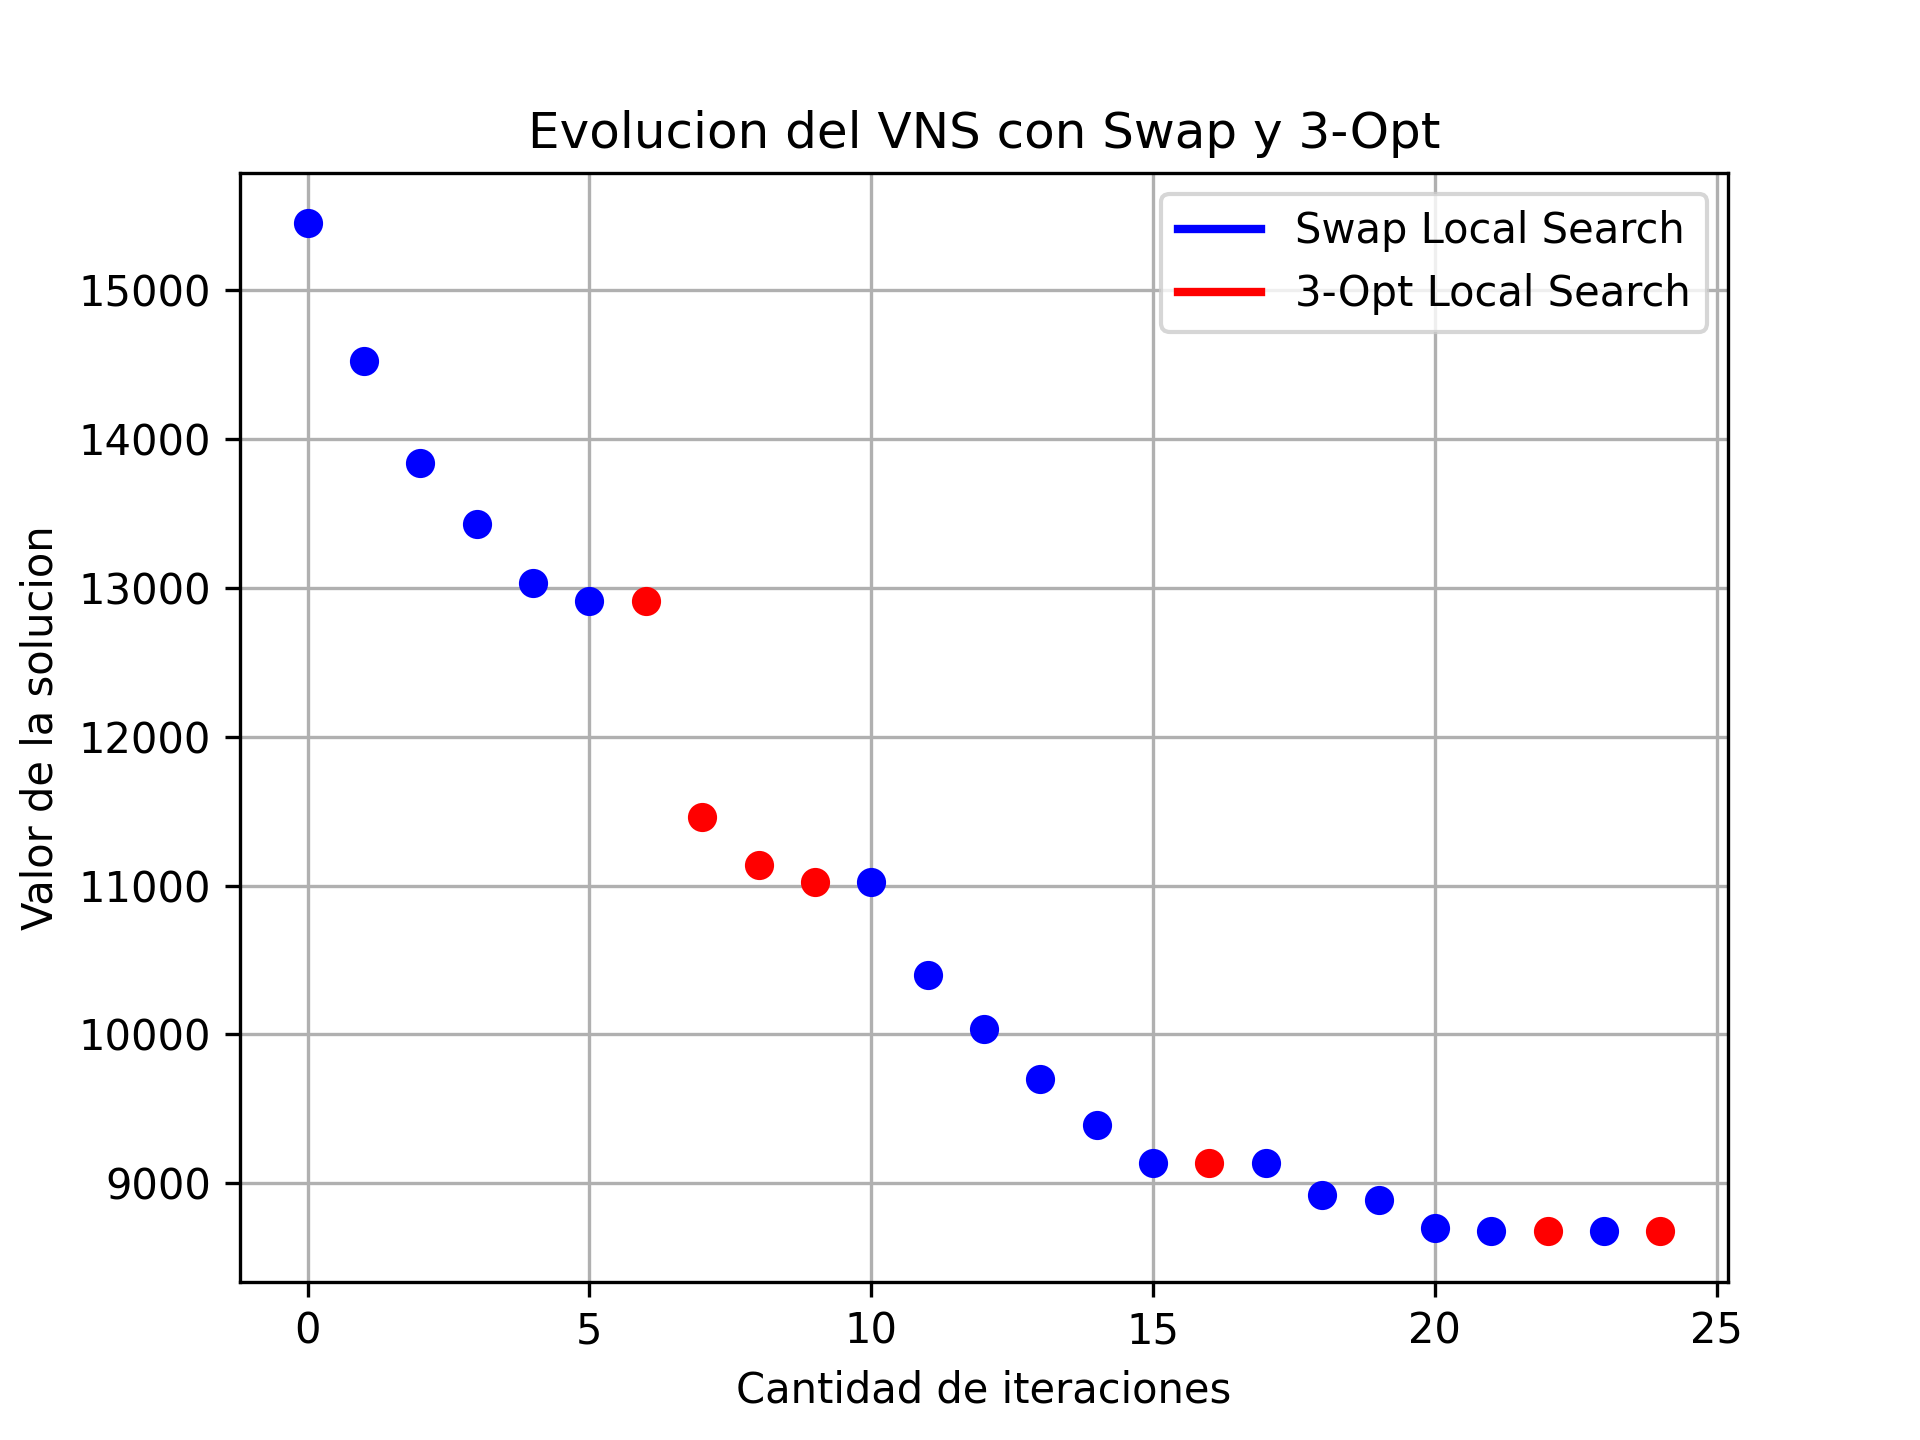 Evolucion del VNS con Swap y 3-Opt
Swap Local Search
3-Opt Local Search
Valor de la solucion
15000
14000
13000
12000
11000
10000
9000
0 5 10 15 20 25
Cantidad de iteraciones